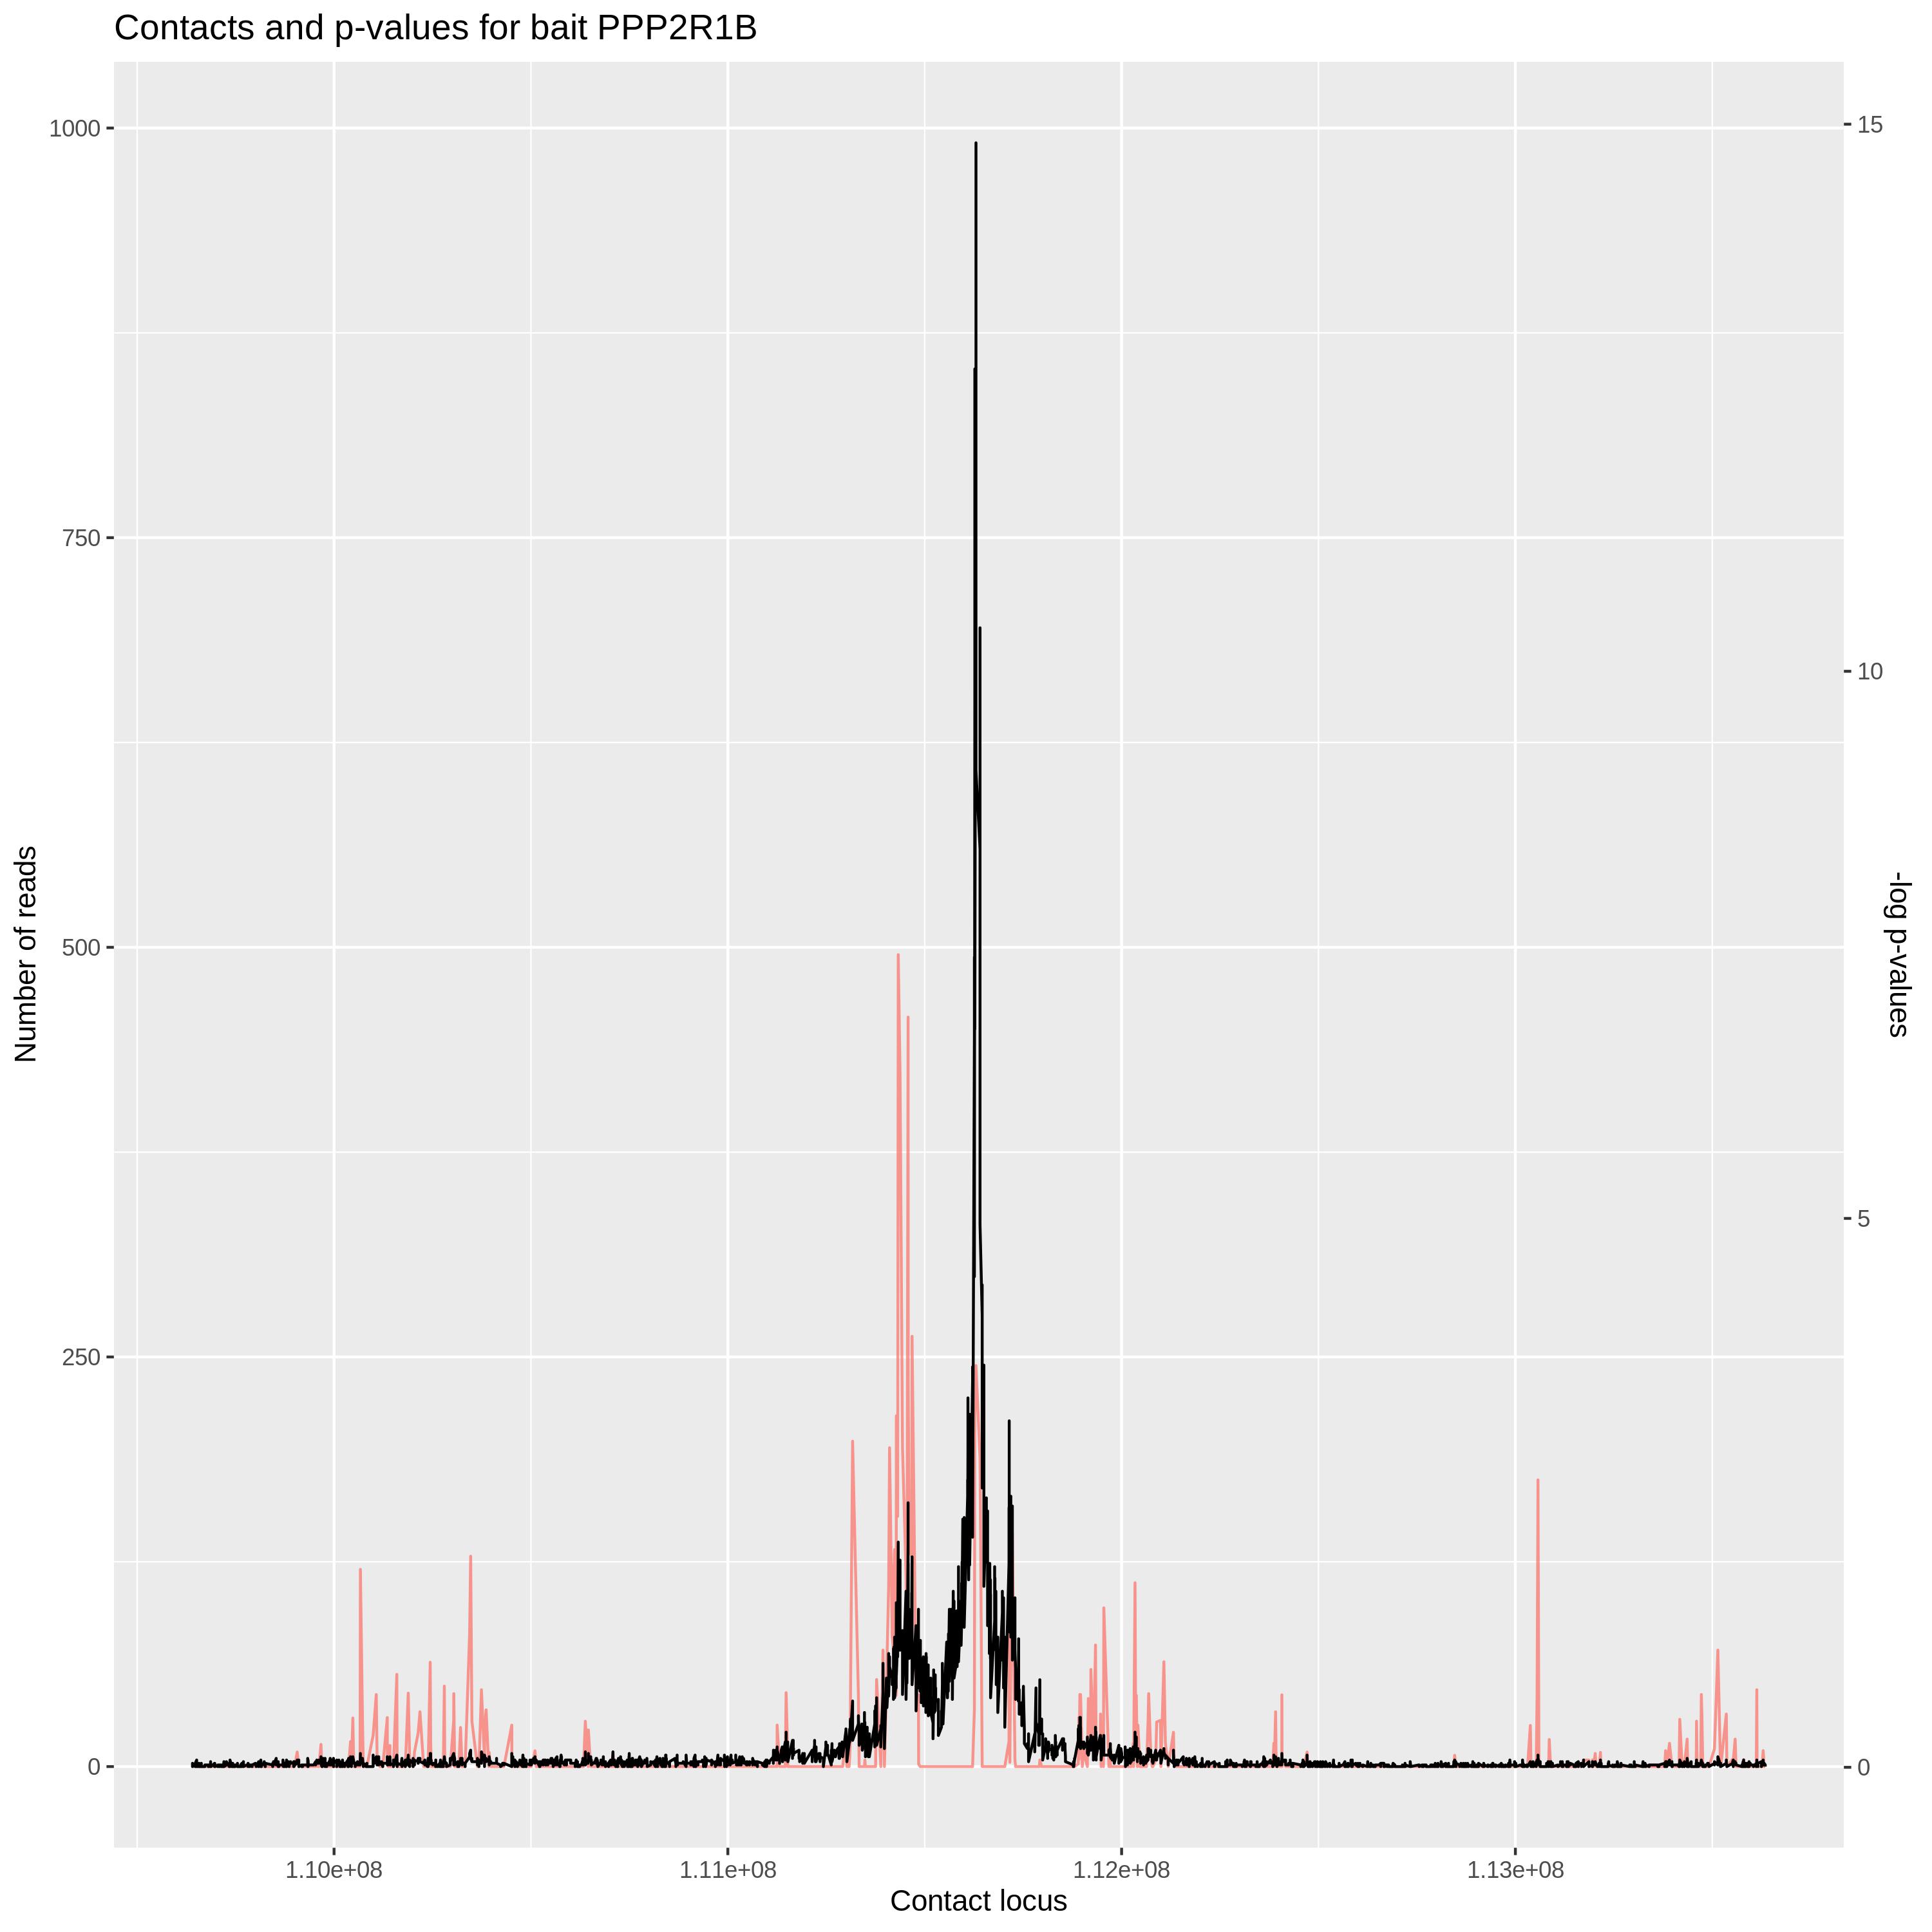 Contacts and p-values for bait PPP2R1B
Number of reads
1000
750
500
250
0
15
10
5
0
-log p-values
1.10e+08
1.11e+08
1.12e+08
1.13e+08
Contact locus